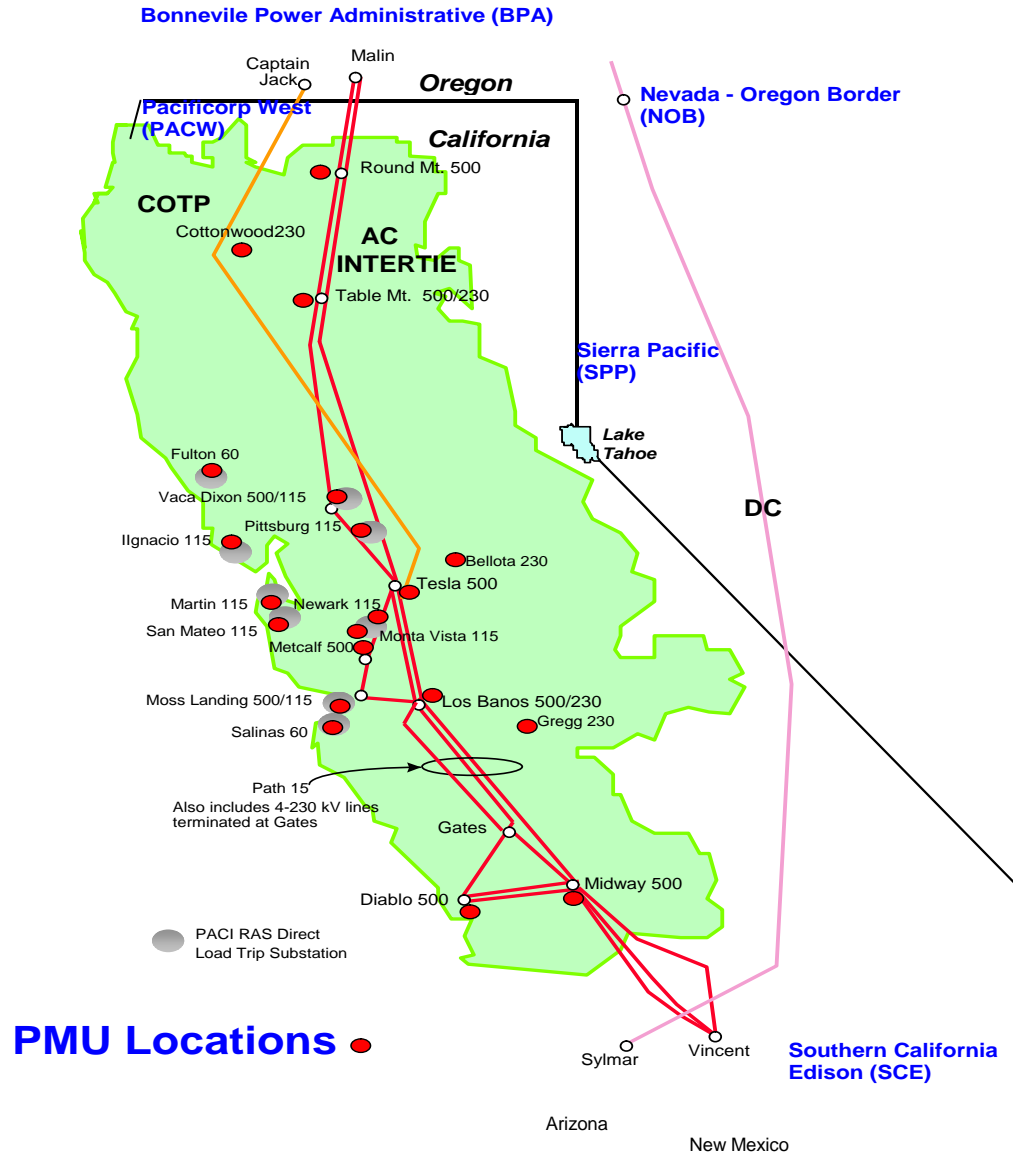 Bonnevile Power Administrative (BPA)
Captain
Jack
Malin
Oregon
Nevada - Oregon Border
(NOB)
Pacificorp West
(PACW)
California
Round Mt. 500
COTP
Cottonwood230
AC
INTERTIE
Table Mt.  500/230
Sierra Pacific
(SPP)
Lake
Tahoe
Fulton 60
Vaca Dixon 500/115
DC
Pittsburg 115
IIgnacio 115
Bellota 230
Tesla 500
Martin 115
Newark 115
San Mateo 115
Monta Vista 115
Metcalf 500
Moss Landing 500/115
Los Banos 500/230
Salinas 60
Gregg 230
Path 15
Also includes 4-230 kV lines
terminated at Gates
Gates
Midway 500
Diablo 500
PACI RAS Direct
Load Trip Substation
PMU Locations
Sylmar
Vincent
Southern California
Edison (SCE)
Arizona
New Mexico